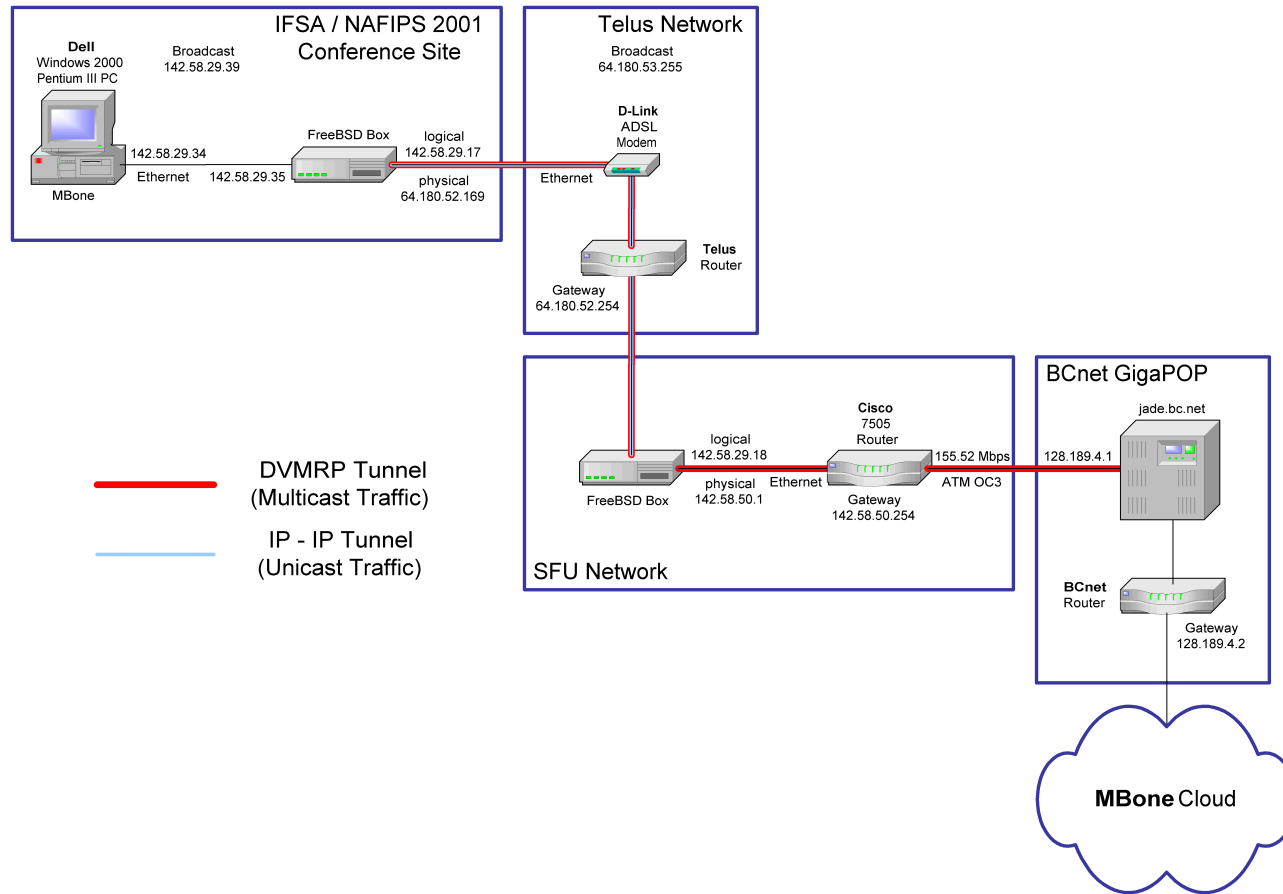 IFSA / NAFIPS 2001
Conference Site
Dell
Windows 2000
Pentium III PC
Broadcast
142.58.29.39
FreeBSD Box
142.58.29.34
Ethernet
142.58.29.35
MBone
logical
142.58.29.17
physical
64.180.52.169
Telus Network
Broadcast
64.180.53.255
D-Link
ADSL
Modem
Ethernet
Telus
Router
Gateway
64.180.52.254
DVMRP Tunnel
(Multicast Traffic)
IP - IP Tunnel
(Unicast Traffic)
FreeBSD Box
logical
142.58.29.18
physical
142.58.50.1
Ethernet
Cisco
7505
Router
Gateway
142.58.50.254
155.52 Mbps
ATM OC3
SFU Network
BCnet GigaPOP
jade.bc.net
128.189.4.1
BCnet
Router
Gateway
128.189.4.2
MBone Cloud